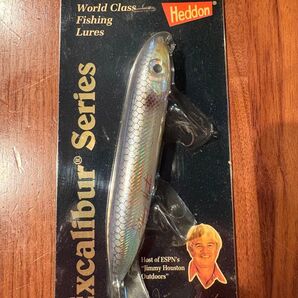 World Class
Fishing
Lures
Heddon
Excalibur® Series
Host of ESPN's
"Jimmy Houston
Outdoors"